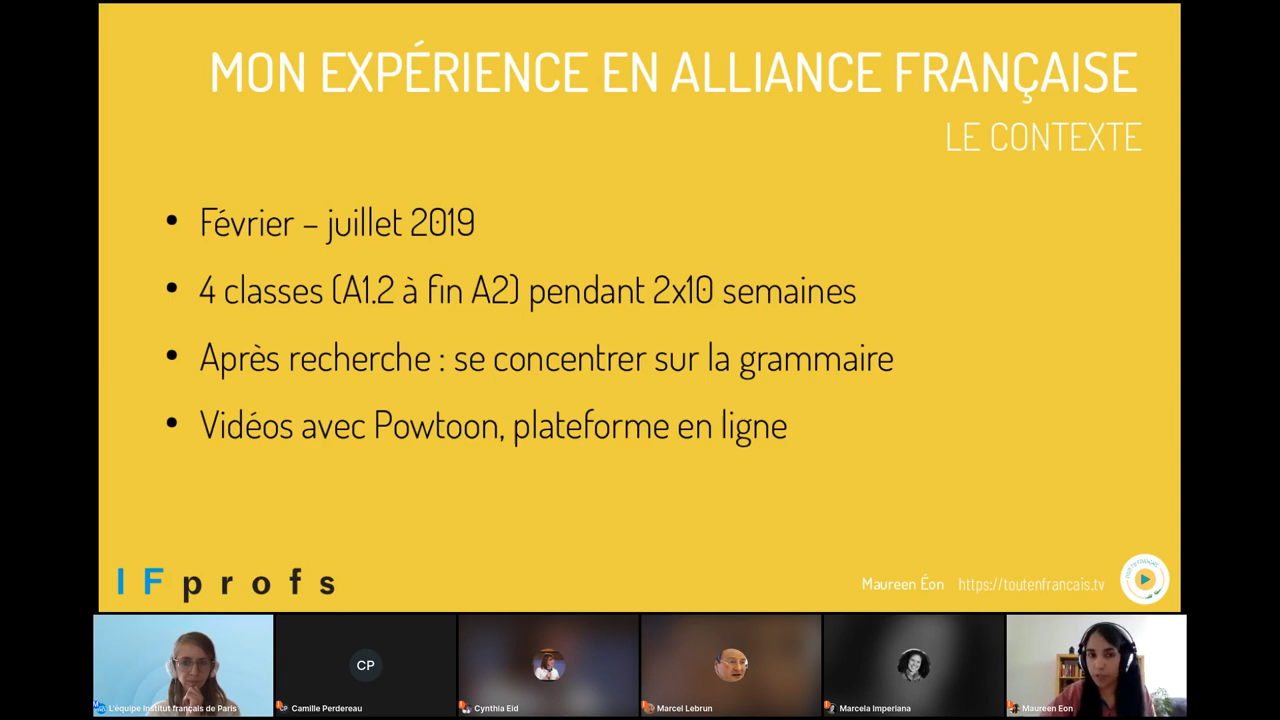 MON EXPÉRIENCE EN ALLIANCE FRANÇAISE
LE CONTEXTE
• Février – juillet 2019
• 4 classes (A1.2 à fin A2) pendant 2x10 semaines
• Après recherche : se concentrer sur la grammaire
• Vidéos avec Powtoon, plateforme en ligne
IFprofs
Maureen Éon https://toutenfrancais.tv
CP
L'équipe Institut français de Paris
Camille Perdereau
Cynthia Eid
Marcel Lebrun
Marcela Imperiana
Maureen Eon